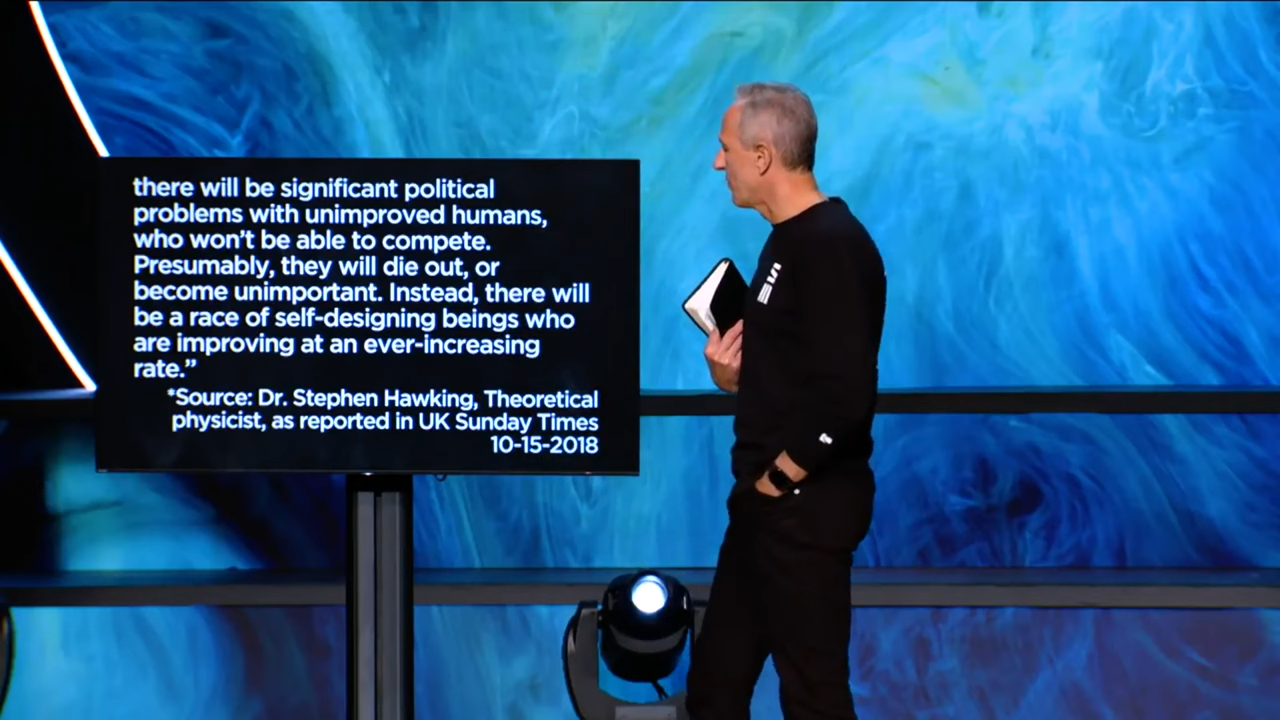 there will be significant political
problems with unimproved humans,
who won't be able to compete.
Presumably, they will die out, or
become unimportant. Instead, there will
be a race of self-designing beings who
are improving at an ever-increasing
rate.”
*Source: Dr. Stephen Hawking, Theoretical
physicist, as reported in UK Sunday Times
10-15-2018